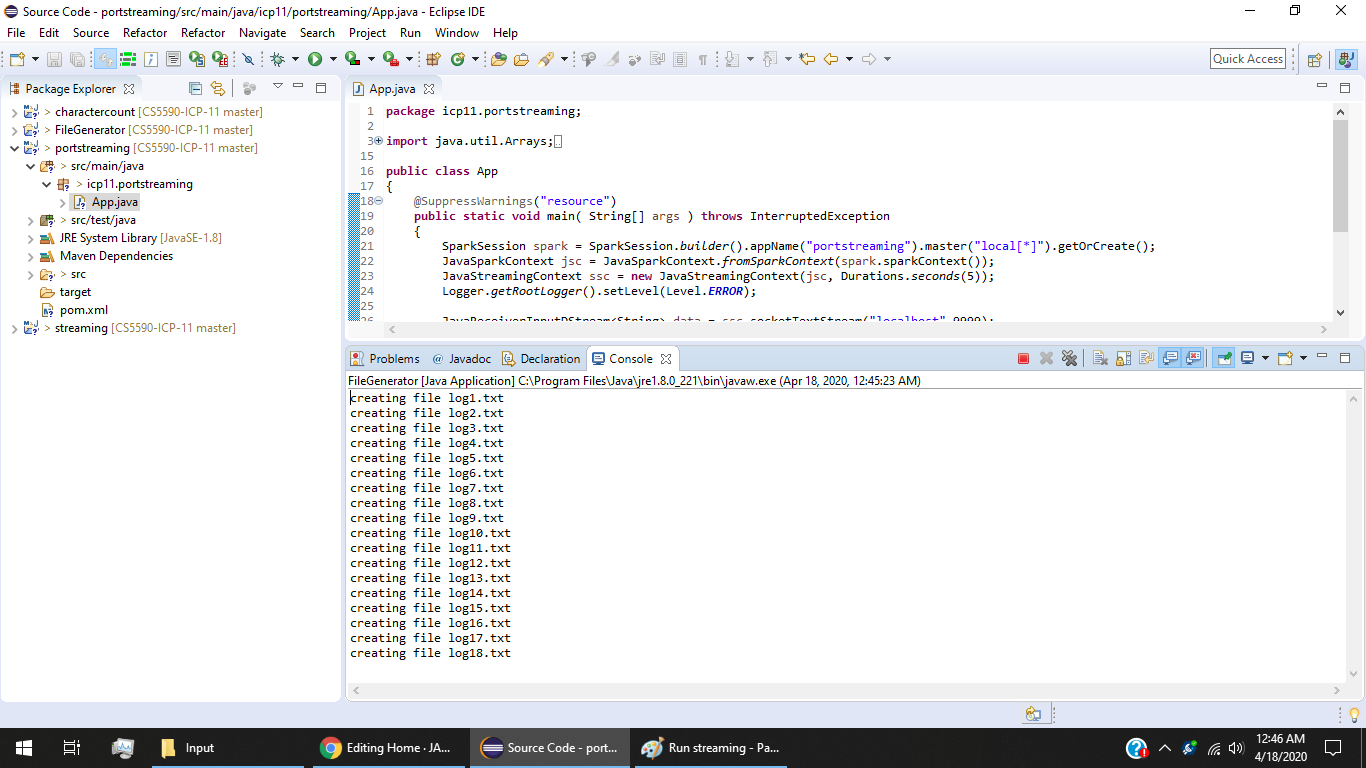 Source Code - portstreaming/src/main/java/icp11/portstreaming/App.java - Eclipse IDE
File Edit Source Refactor Refactor Navigate Search Project Run Window Help
Quick Access
Package Explorer
> charactercount [CS5590-ICP-11 master]
> FileGenerator [CS5590-ICP-11 master]
> portstreaming [CS5590-ICP-11 master]
> src/main/java
> icp11.portstreaming
App.java
> src/test/java
JRE System Library [JavaSE-1.8]
Maven Dependencies
> src
target
pom.xml
> streaming [CS5590-ICP-11 master]
App.java
1 package icp11.portstreaming;
2
3 import java.util.Arrays;
15
16 public class App
17 {
18 @SuppressWarnings("resource")
19 public static void main( String[] args ) throws InterruptedException
20 {
21 SparkSession spark = SparkSession.builder().appName("portstreaming").master("local[*]").getOrCreate();
22 JavaSparkContext jsc = JavaSparkContext.fromSparkContext(spark.sparkContext());
23 JavaStreamingContext ssc = new JavaStreamingContext(jsc, Durations.seconds(5));
24 Logger.getRootLogger().setLevel(Level.ERROR);
25
26 JavaReceiverInputDStream<String> data = ssc.socketTextStream("localhost",9999);
Problems @ Javadoc Declaration Console
FileGenerator [Java Application] C:\Program Files\Java\jre1.8.0_221\bin\javaw.exe (Apr 18, 2020, 12:45:23 AM)
creating file log1.txt
creating file log2.txt
creating file log3.txt
creating file log4.txt
creating file log5.txt
creating file log6.txt
creating file log7.txt
creating file log8.txt
creating file log9.txt
creating file log10.txt
creating file log11.txt
creating file log12.txt
creating file log13.txt
creating file log14.txt
creating file log15.txt
creating file log16.txt
creating file log17.txt
creating file log18.txt
Input
Editing Home · JA...
Source Code - port...
Run streaming - Pa...
12:46 AM
4/18/2020